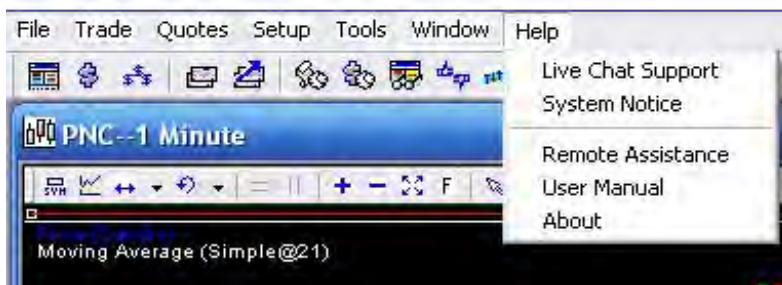 File Trade Quotes Setup Tools Window Help
Live Chat Support
System Notice
Remote Assistance
User Manual
About
PNC--1 Minute
SYM F
Moving Average (Simple@21)